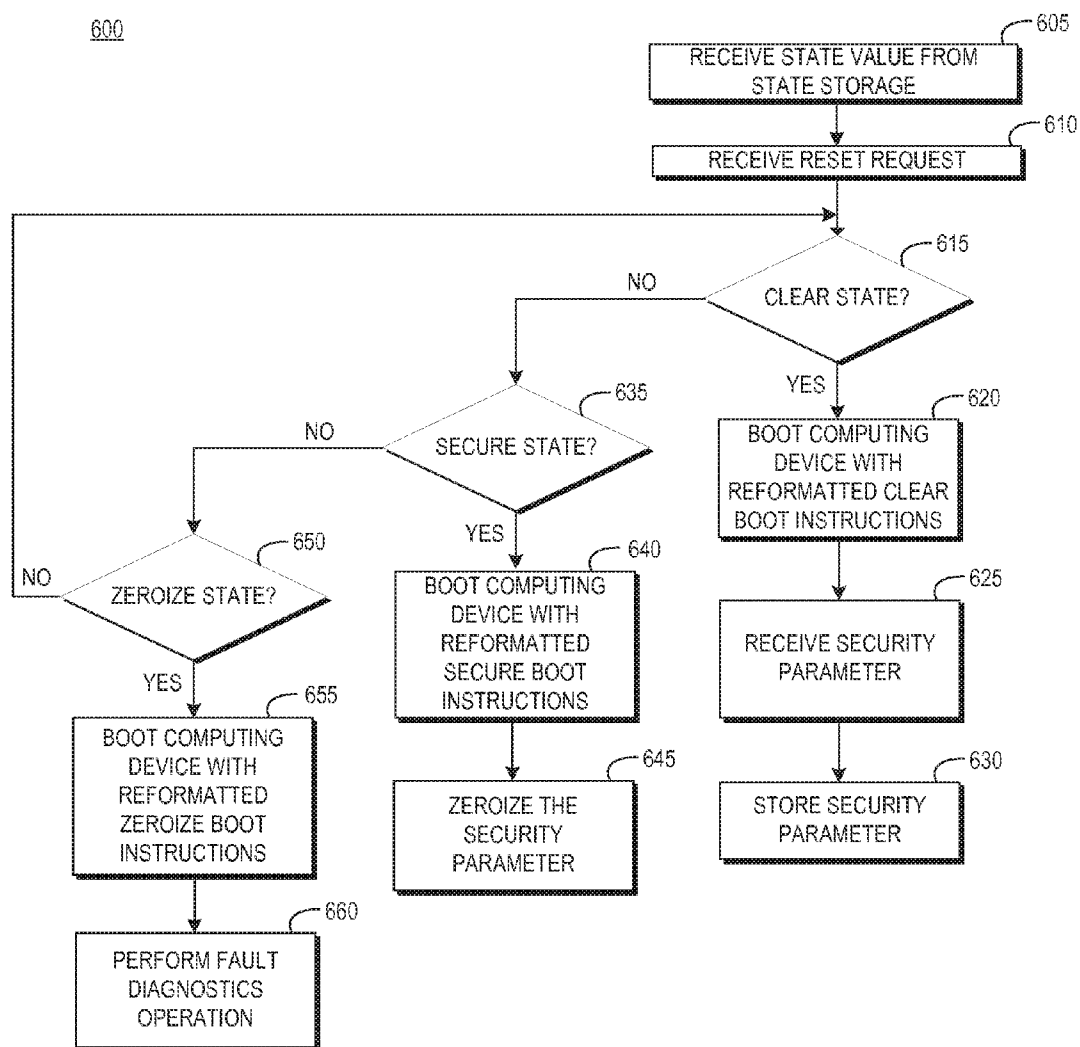 600
605
RECEIVE STATE VALUE FROM
STATE STORAGE
610
RECEIVE RESET REQUEST
615
CLEAR STATE?
NO
YES
635
SECURE STATE?
NO
YES
620
BOOT COMPUTING
DEVICE WITH
REFORMATTED CLEAR
BOOT INSTRUCTIONS
650
ZEROIZE STATE?
NO
YES
640
BOOT COMPUTING
DEVICE WITH
REFORMATTED
SECURE BOOT
INSTRUCTIONS
625
RECEIVE SECURITY
PARAMETER
655
BOOT COMPUTING
DEVICE WITH
REFORMATTED
ZEROIZE BOOT
INSTRUCTIONS
645
ZEROIZE THE
SECURITY
PARAMETER
630
STORE SECURITY
PARAMETER
660
PERFORM FAULT
DIAGNOSTICS
OPERATION